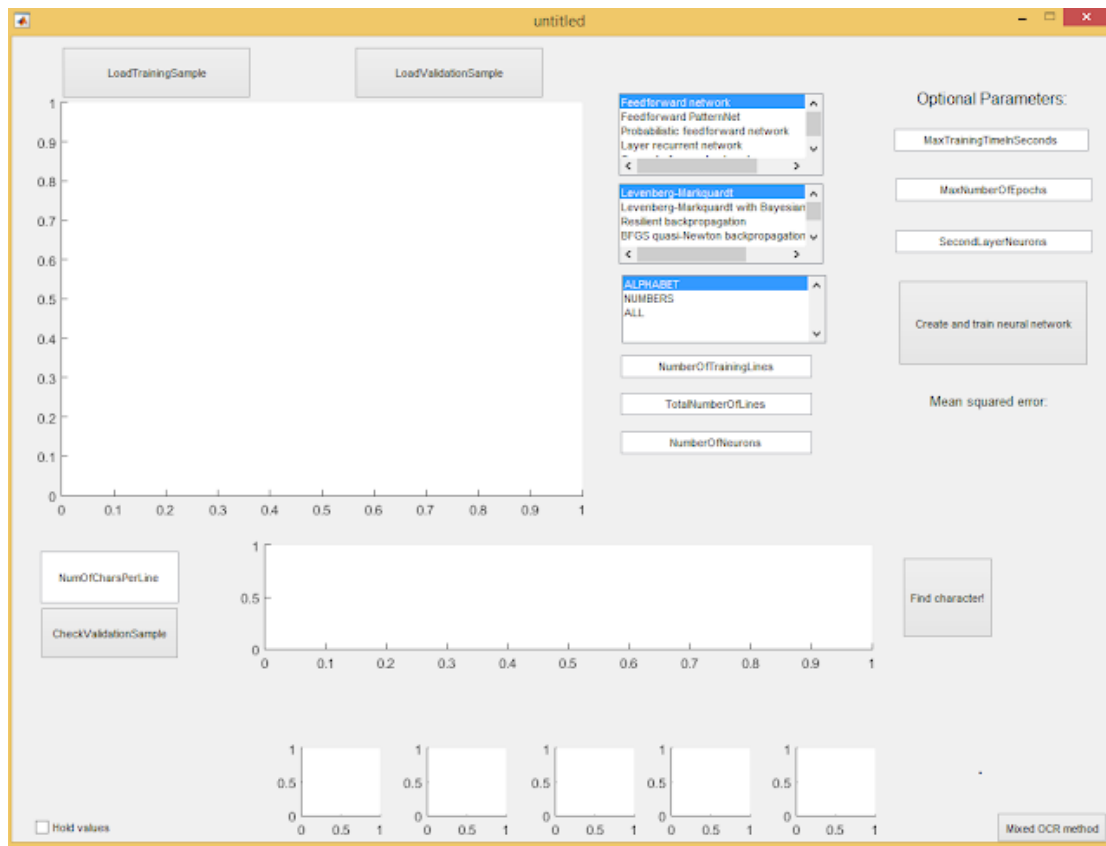 untitled
LoadTrainingSample
LoadValidationSample
1
0.9
0.8
0.7
0.6
0.5
0.4
0.3
0.2
0.1
0
0 0.1 0.2 0.3 0.4 0.5 0.6 0.7 0.8 0.9 1
Feedforward network
Feedforward PatternNet
Probabilistic feedforward network
Layer recurrent network
Levenberg-Markquardt
Levenberg-Markquardt with Bayesian
Resilient backpropagation
BFGS quasi-Newton backpropagation
ALPHABET
NUMBERS
ALL
NumberOfTrainingLines
TotalNumberOfLines
NumberOfNeurons
Optional Parameters:
MaxTrainingTimeInSeconds
MaxNumberOfEpochs
SecondLayerNeurons
Create and train neural network
Mean squared error:
NumOfCharsPerLine
CheckValidationSample
1
0.5
0
0 0.1 0.2 0.3 0.4 0.5 0.6 0.7 0.8 0.9 1
Find character!
1 1 1 1 1
0.5 0.5 0.5 0.5 0.5
0 0 0 0 0
0 0.5 1 0 0.5 1 0 0.5 1 0 0.5 1 0 0.5 1
Hold values
Mixed OCR method